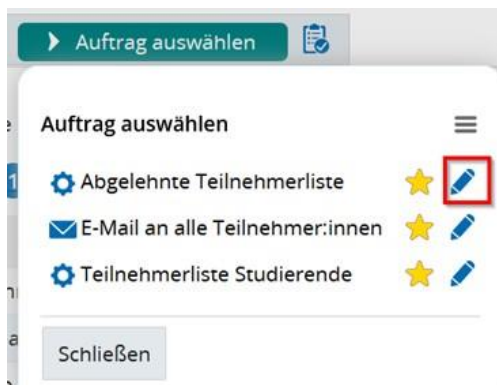 Auftrag auswählen
Auftrag auswählen
Abgelehnte Teilnehmerliste
E-Mail an alle Teilnehmer:innen
Teilnehmerliste Studierende
Schließen